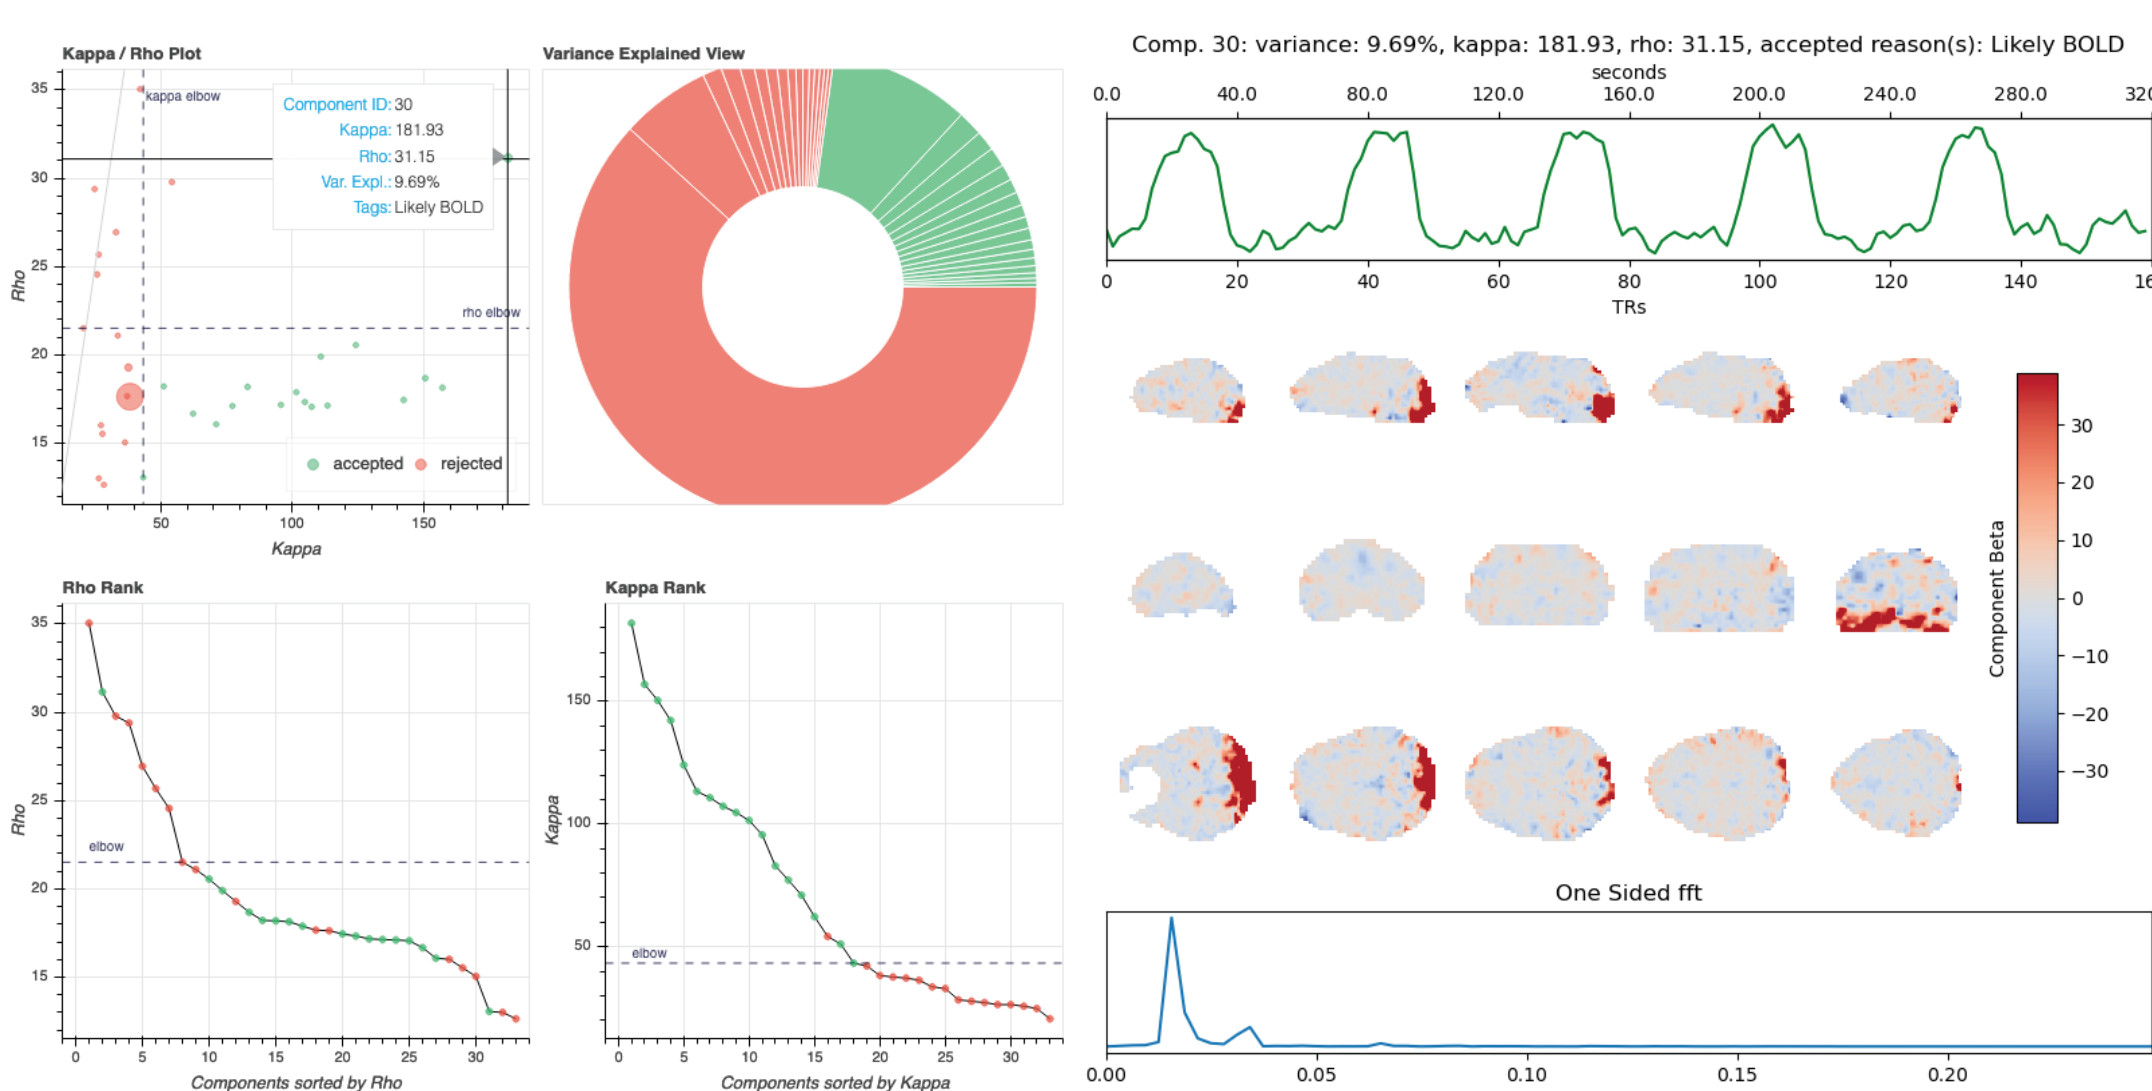 Kappa / Rho Plot
35
30
25
20
15
Rho
kappa elbow
rho elbow
Component ID: 30
Kappa: 181.93
Rho: 31.15
Var. Expl.: 9.69%
Tags: Likely BOLD
accepted
rejected
50 100 150
Kappa
Variance Explained View
Rho Rank
35
30
25
20
15
Rho
elbow
0 5 10 15 20 25 30
Components sorted by Rho
Kappa Rank
150
100
50
Kappa
elbow
0 5 10 15 20 25 30
Components sorted by Kappa
Comp. 30: variance: 9.69%, kappa: 181.93, rho: 31.15, accepted reason(s): Likely BOLD
seconds
0.0 40.0 80.0 120.0 160.0 200.0 240.0 280.0 320
0 20 40 60 80 100 120 140 16
TRs
30
20
10
0
−10
−20
−30
Component Beta
One Sided fft
0.00 0.05 0.10 0.15 0.20